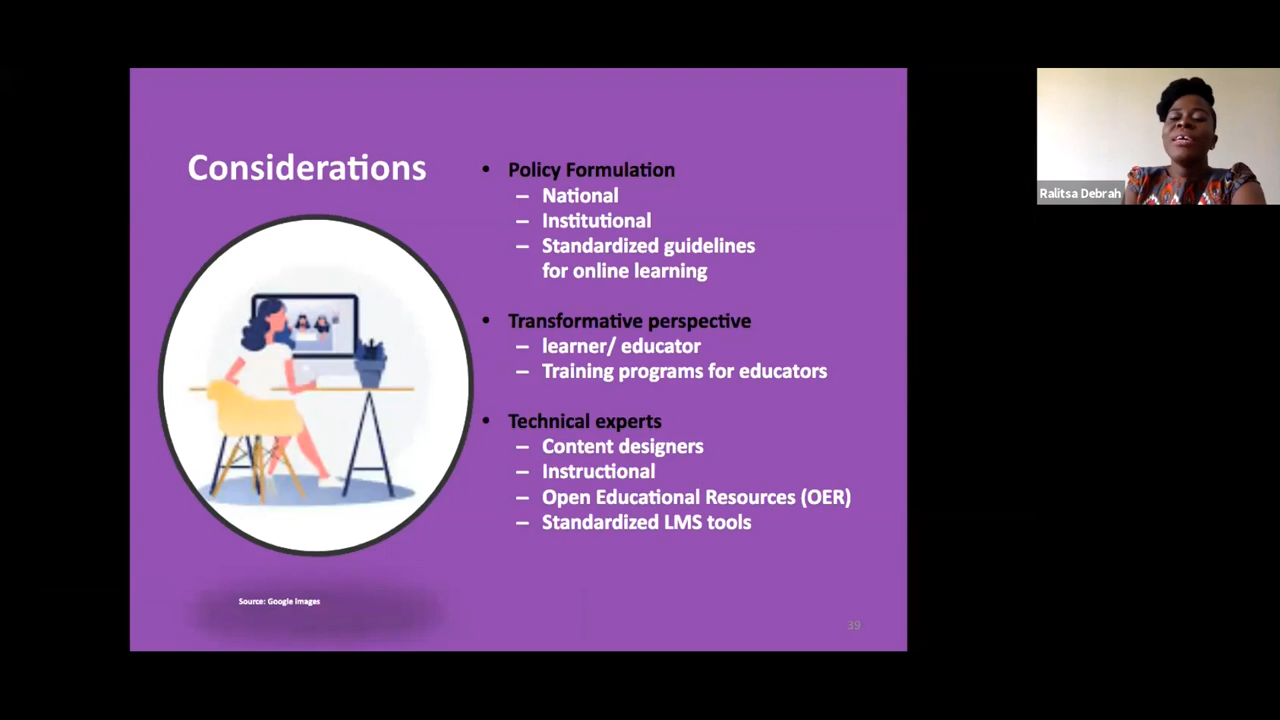 Considerations
• Policy Formulation
– National
– Institutional
– Standardized guidelines
for online learning
• Transformative perspective
– learner/ educator
– Training programs for educators
• Technical experts
– Content designers
– Instructional
– Open Educational Resources (OER)
– Standardized LMS tools
Source: Google Images
39
Ralitsa Debrah